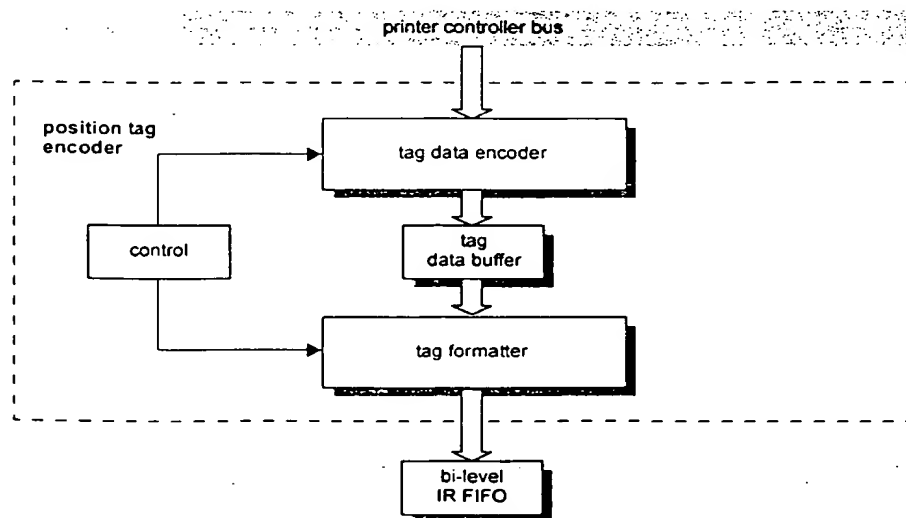 printer controller bus
position tag
encoder
tag data encoder
control
tag
data buffer
tag formatter
bi-level
IR FIFO